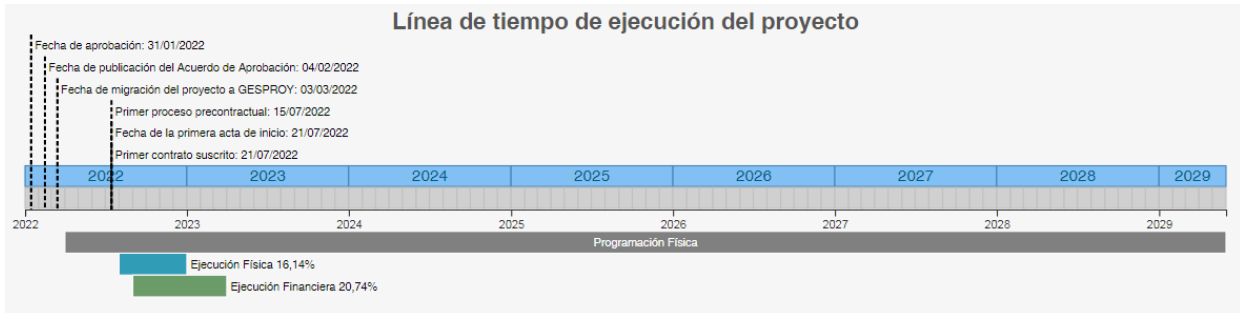 Línea de tiempo de ejecución del proyecto
Fecha de aprobación: 31/01/2022
Fecha de publicación del Acuerdo de Aprobación: 04/02/2022
Fecha de migración del proyecto a GESPROY: 03/03/2022
Primer proceso precontractual: 15/07/2022
Fecha de la primera acta de inicio: 21/07/2022
Primer contrato suscrito: 21/07/2022
2022 2023 2024 2025 2026 2027 2028 2029
2022 2023 2024 2025 2026 2027 2028 2029
Programación Física
Ejecución Física 16,14%
Ejecución Financiera 20,74%